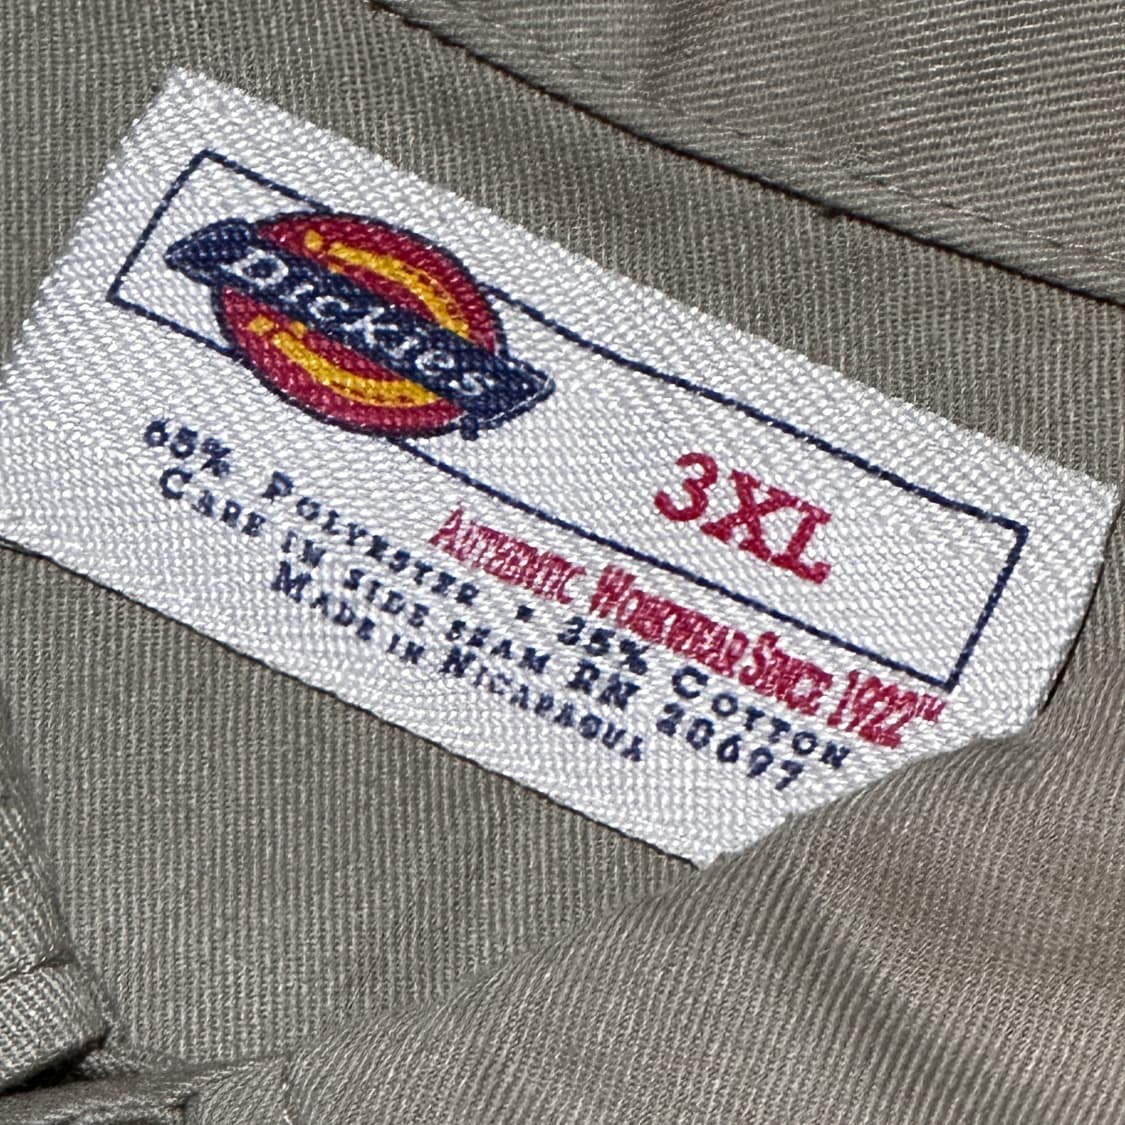 Dickies
3XL
Authentic Workwear Since 1922™
65% Polyester • 35% Cotton
Care in side seam RN 20697
Made in Nicaragua